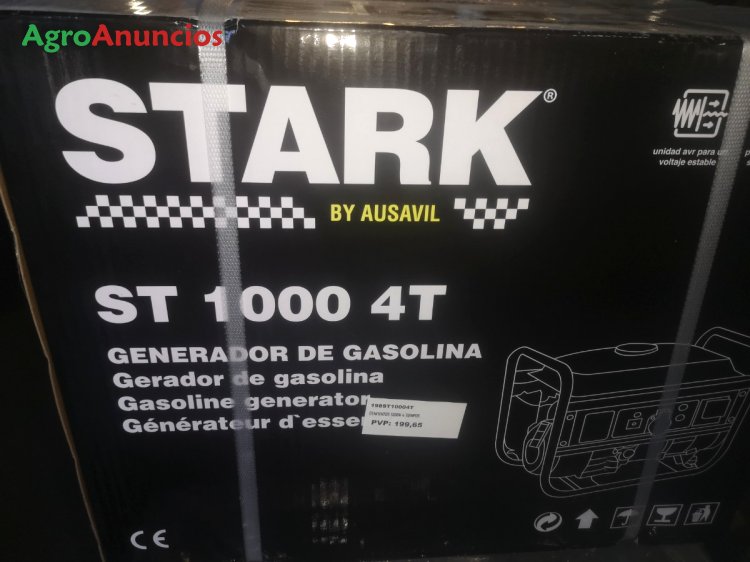 AgroAnuncios
STARK®
BY AUSAVIL
unidad avr para un
voltaje estable
ST 1000 4T
GENERADOR DE GASOLINA
Gerador de gasolina
Gasoline generator
Générateur d'esse
198ST10004T
PVP: 199,65
CE